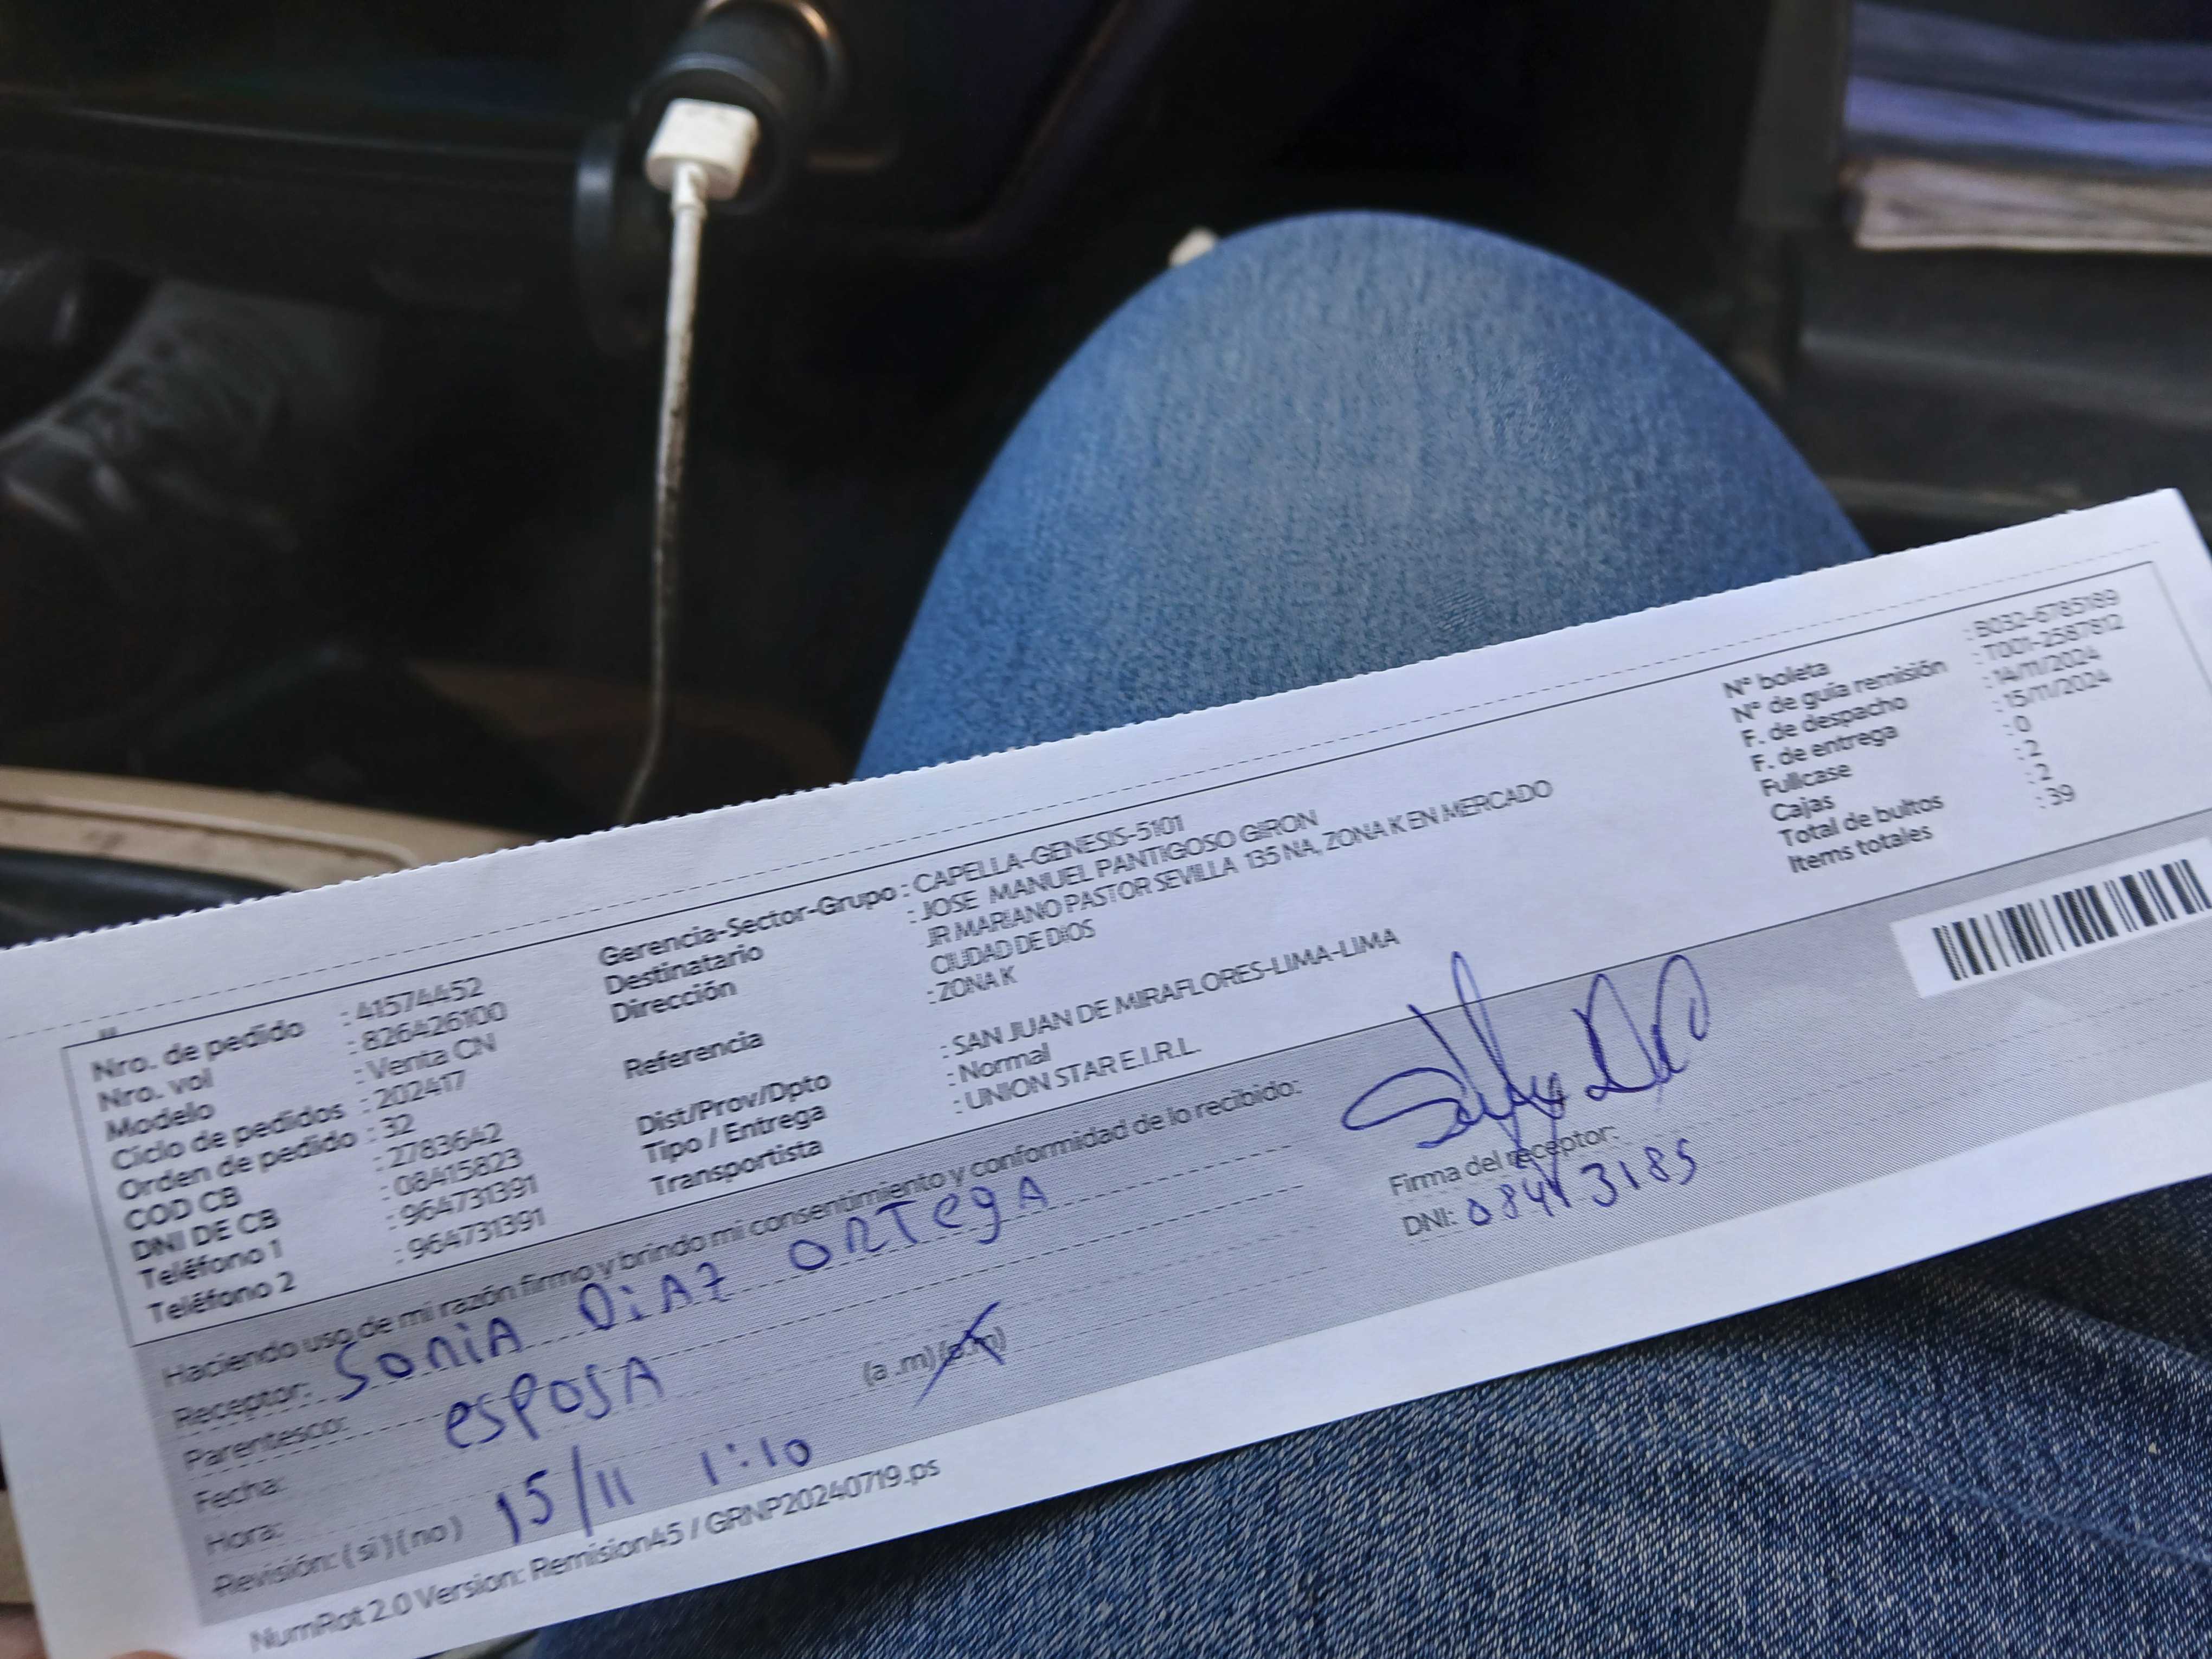 Nro. de pedido : 41574452
Nro. vol : 826426100
Modelo : Venta CN
Ciclo de pedidos : 202417
Orden de pedido : 32
COD CB : 2783642
DNI DE CB : 08415823
Teléfono 1 : 964731391
Teléfono 2 : 964731391
Gerencia-Sector-Grupo : CAPELLA-GENESIS-5101
Destinatario : JOSE MANUEL PANTIGOSO GIRON
Dirección JR MARIANO PASTOR SEVILLA 135 NA, ZONA K EN MERCADO
CIUDAD DE DIOS
Referencia : ZONA K
Dist/Prov/Dpto : SAN JUAN DE MIRAFLORES-LIMA-LIMA
Tipo / Entrega : Normal
Transportista : UNION STAR E.I.R.L.
N° boleta : B032-6785189
N° de guía remisión : T001-2587812
F. de despacho : 14/11/2024
F. de entrega : 15/11/2024
Fullcase : 0
Cajas : 2
Total de bultos : 2
Items totales : 39
Haciendo uso de mi razón firmo y brindo mi consentimiento y conformidad de lo recibido:
Receptor: SONIA DIAZ ORTEGA
Parentesco: ESPOSA
Fecha: 15/11
Hora: 1:10 (a .m)
Revisión: ( si ) ( no )
Firma del receptor:
DNI: 08413185
NumRot 2.0 Version: Remision45 / GRNP20240719.ps